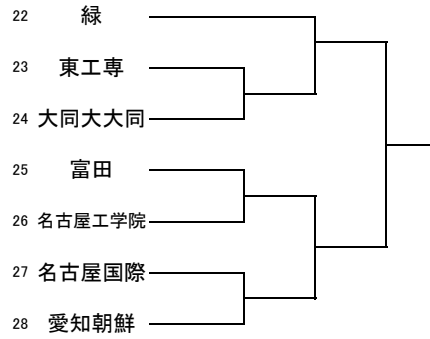 22 緑
23 東工専
24 大同大大同
25 富田
26 名古屋工学院
27 名古屋国際
28 愛知朝鮮